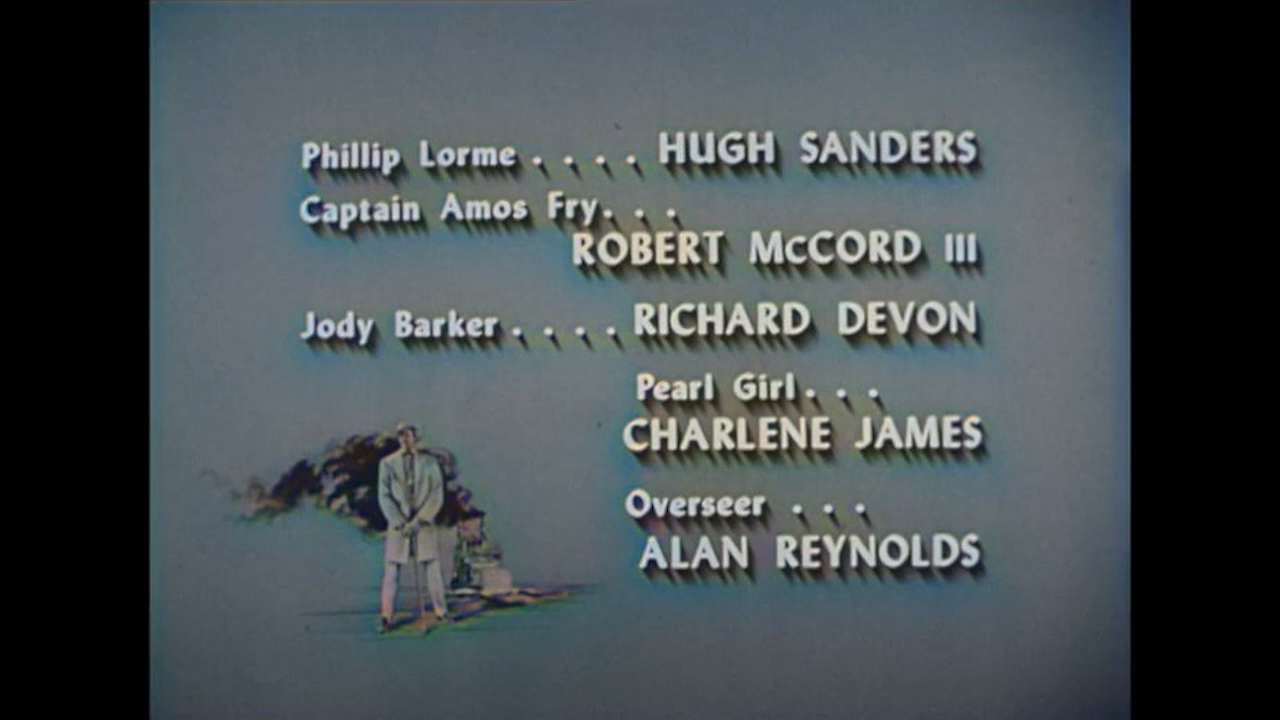 Phillip Lorme . . . . HUGH SANDERS
Captain Amos Fry . . .
ROBERT McCORD III
Jody Barker . . . . RICHARD DEVON
Pearl Girl . . .
CHARLENE JAMES
Overseer . . .
ALAN REYNOLDS